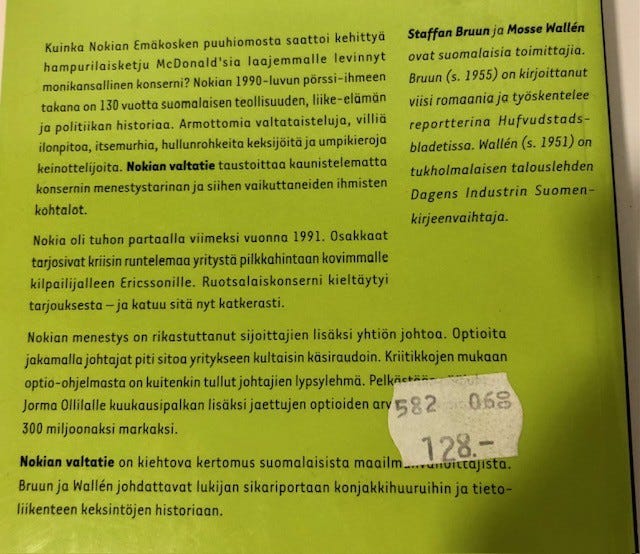 Kuinka Nokian Emäkosken puuhiomosta saattoi kehittyä
hampurilaisketju McDonald'sia laajemmalle levinnyt
monikansallinen konserni? Nokian 1990-luvun pörssi-ihmeen
takana on 130 vuotta suomalaisen teollisuuden, liike-elämän
ja politiikan historiaa. Armottomia valtataisteluja, villiä
ilonpitoa, itsemurhia, hullunrohkeita keksijöitä ja umpikieroja
keinottelijoita. Nokian valtatie taustoittaa kaunistelematta
konsernin menestystarinan ja siihen vaikuttaneiden ihmisten
kohtalot.
Nokia oli tuhon partaalla viimeksi vuonna 1991. Osakkaat
tarjosivat kriisin runtelemaa yritystä pilkkahintaan kovimmalle
kilpailijalleen Ericssonille. Ruotsalaiskonserni kieltäytyi
tarjouksesta – ja katuu sitä nyt katkerasti.
Nokian menestys on rikastuttanut sijoittajien lisäksi yhtiön johtoa. Optioita
jakamalla johtajat piti sitoa yritykseen kultaisin käsiraudoin. Kriitikkojen mukaan
optio-ohjelmasta on kuitenkin tullut johtajien lypsylehmä.
Jorma Ollilalle kuukausipalkan lisäksi jaettujen optioiden
300 miljoonaksi markaksi.
Nokian valtatie on kiehtova kertomus suomalaisista
Bruun ja Wallén johdattavat lukijan sikariportaan konjakkihuuruihin ja tieto-
liikenteen keksintöjen historiaan.
Staffan Bruun ja Mosse Wallén
ovat suomalaisia toimittajia.
Bruun (s. 1955) on kirjoittanut
viisi romaania ja työskentelee
reportterina Hufvudstads-
bladetissa. Wallén (s. 1951) on
tukholmalaisen talouslehden
Dagens Industrin Suomen-
kirjeenvaihtaja.
582 068
128.-